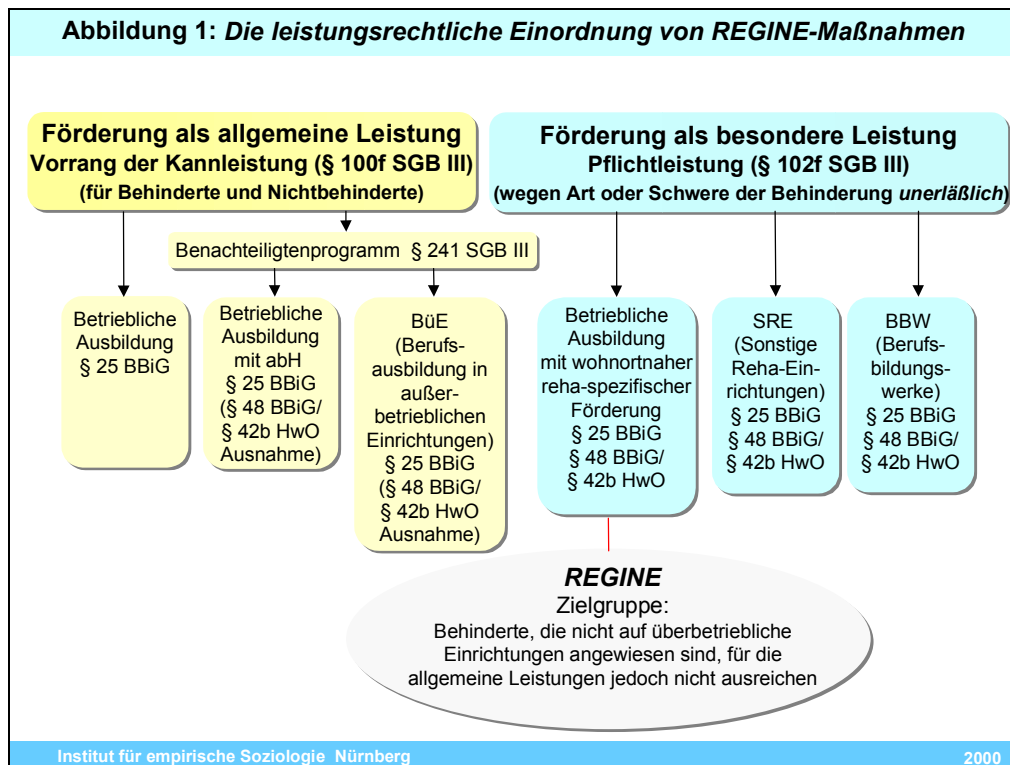 Abbildung 1: Die leistungsrechtliche Einordnung von REGINE-Maßnahmen
Förderung als allgemeine Leistung
Vorrang der Kannleistung (§ 100f SGB III)
(für Behinderte und Nichtbehinderte)
Förderung als besondere Leistung
Pflichtleistung (§ 102f SGB III)
(wegen Art oder Schwere der Behinderung unerläßlich)
Benachteiligtenprogramm § 241 SGB III
Betriebliche
Ausbildung
§ 25 BBiG
Betriebliche
Ausbildung
mit abH
§ 25 BBiG
(§ 48 BBiG/
§ 42b HwO
Ausnahme)
BüE
(Berufs-
ausbildung in
außer-
betrieblichen
Einrichtungen)
§ 25 BBiG
(§ 48 BBiG/
§ 42b HwO
Ausnahme)
Betriebliche
Ausbildung
mit wohnortnaher
reha-spezifischer
Förderung
§ 25 BBiG
§ 48 BBiG/
§ 42b HwO
SRE
(Sonstige
Reha-Ein-
richtungen)
§ 25 BBiG
§ 48 BBiG/
§ 42b HwO
BBW
(Berufs-
bildungs-
werke)
§ 25 BBiG
§ 48 BBiG/
§ 42b HwO
REGINE
Zielgruppe:
Behinderte, die nicht auf überbetriebliche
Einrichtungen angewiesen sind, für die
allgemeine Leistungen jedoch nicht ausreichen
Institut für empirische Soziologie Nürnberg
2000